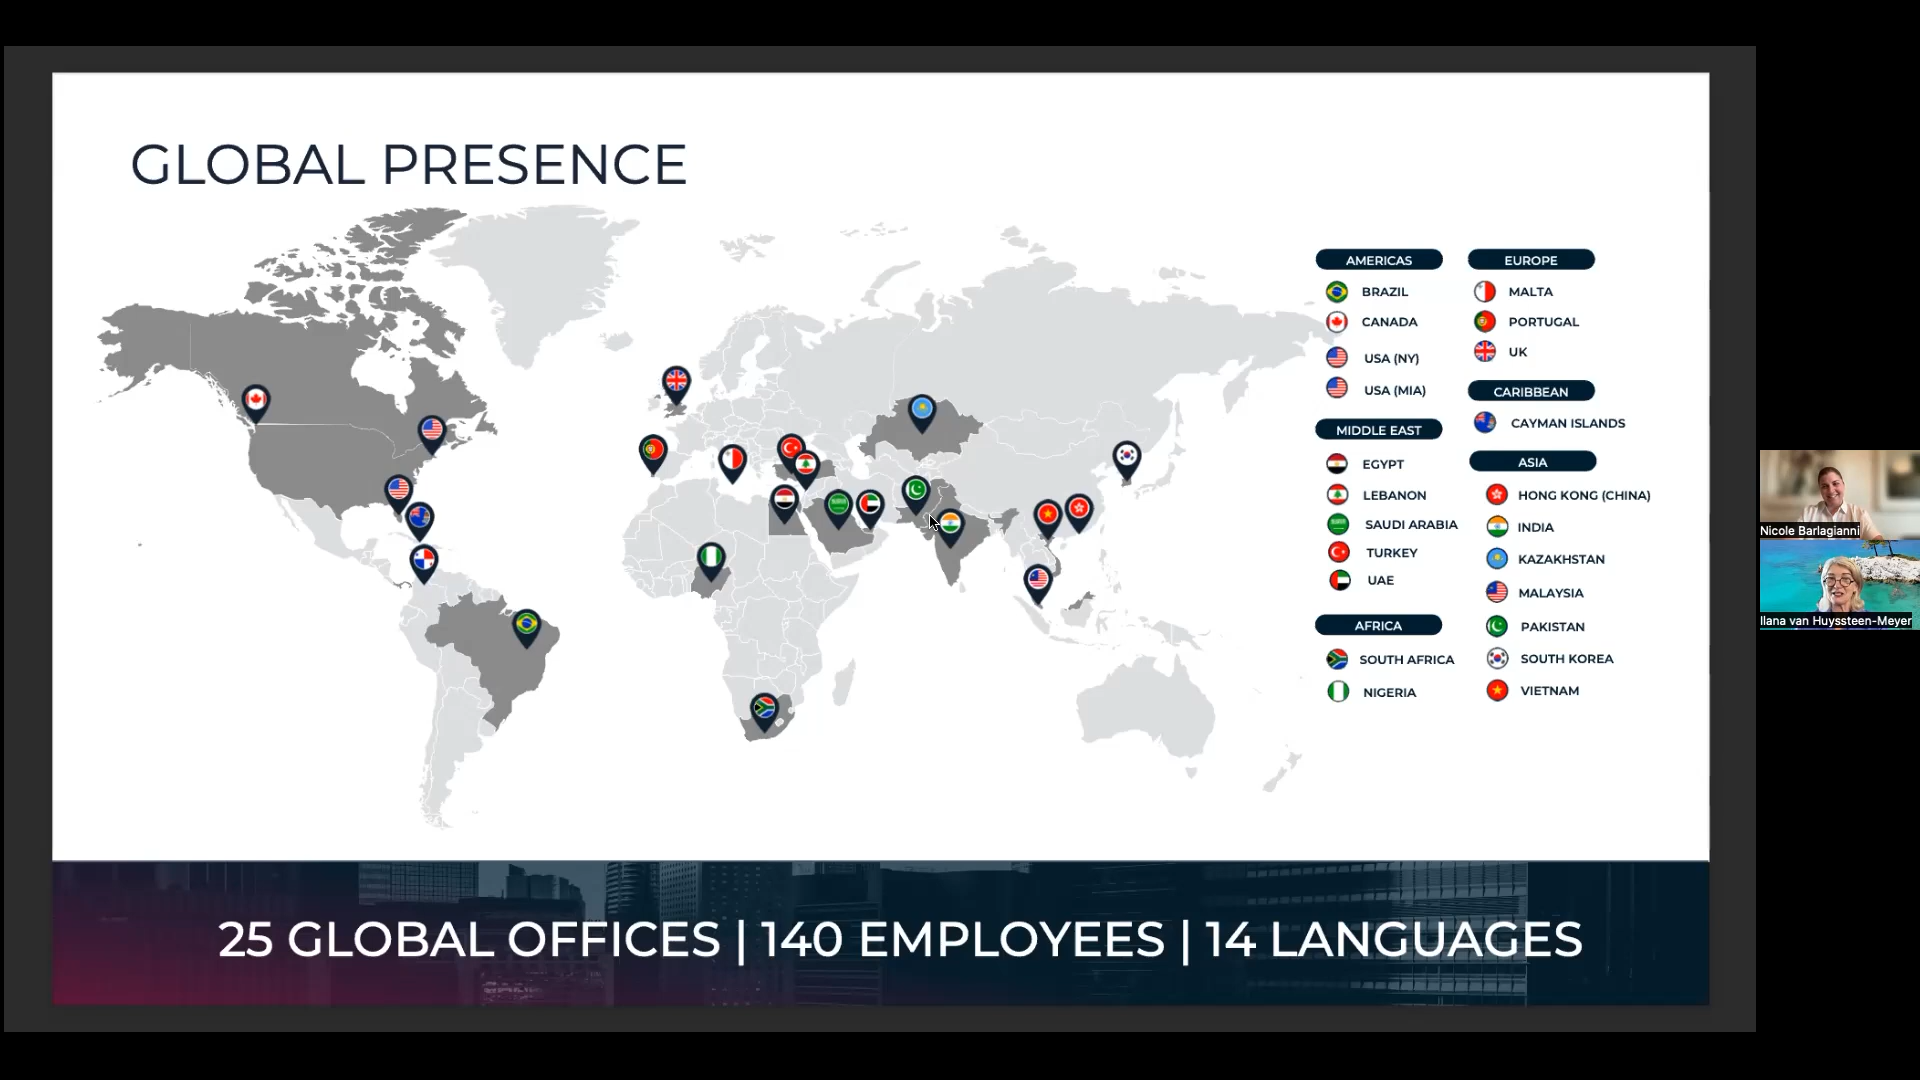 GLOBAL PRESENCE
AMERICAS
BRAZIL
CANADA
USA (NY)
USA (MIA)
MIDDLE EAST
EGYPT
LEBANON
SAUDI ARABIA
TURKEY
UAE
AFRICA
SOUTH AFRICA
NIGERIA
EUROPE
MALTA
PORTUGAL
UK
CARIBBEAN
CAYMAN ISLANDS
ASIA
HONG KONG (CHINA)
INDIA
KAZAKHSTAN
MALAYSIA
PAKISTAN
SOUTH KOREA
VIETNAM
25 GLOBAL OFFICES | 140 EMPLOYEES | 14 LANGUAGES
Nicole Barlagianni
Ilana van Huyssteen-Meyer